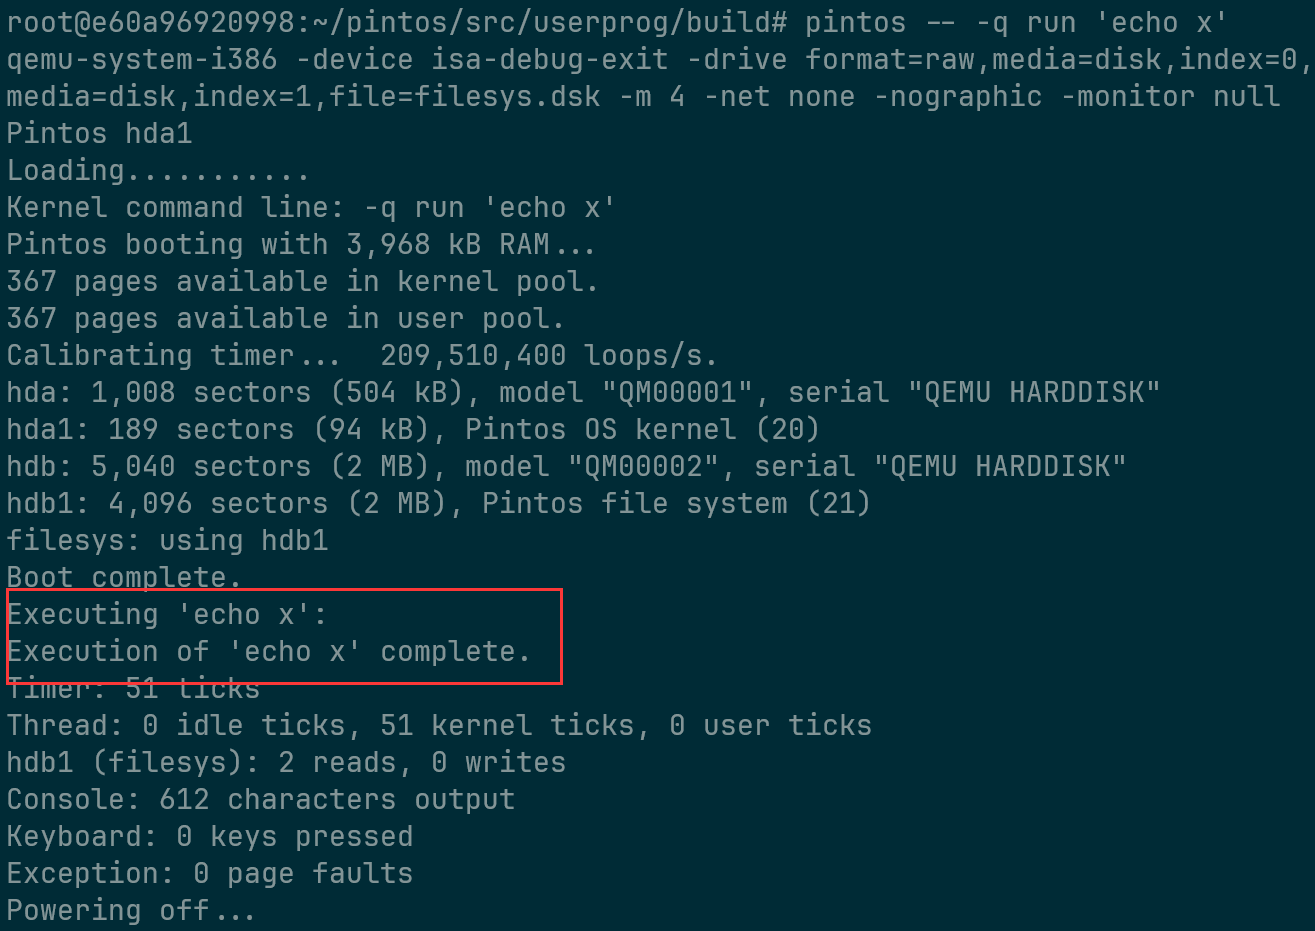 root@e60a96920998:~/pintos/src/userprog/build# pintos -- -q run 'echo x'
qemu-system-i386 -device isa-debug-exit -drive format=raw,media=disk,index=0,
media=disk,index=1,file=filesys.dsk -m 4 -net none -nographic -monitor null
Pintos hda1
Loading...........
Kernel command line: -q run 'echo x'
Pintos booting with 3,968 kB RAM...
367 pages available in kernel pool.
367 pages available in user pool.
Calibrating timer...  209,510,400 loops/s.
hda: 1,008 sectors (504 kB), model "QM00001", serial "QEMU HARDDISK"
hda1: 189 sectors (94 kB), Pintos OS kernel (20)
hdb: 5,040 sectors (2 MB), model "QM00002", serial "QEMU HARDDISK"
hdb1: 4,096 sectors (2 MB), Pintos file system (21)
filesys: using hdb1
Boot complete.
Executing 'echo x':
Execution of 'echo x' complete.
Timer: 51 ticks
Thread: 0 idle ticks, 51 kernel ticks, 0 user ticks
hdb1 (filesys): 2 reads, 0 writes
Console: 612 characters output
Keyboard: 0 keys pressed
Exception: 0 page faults
Powering off...